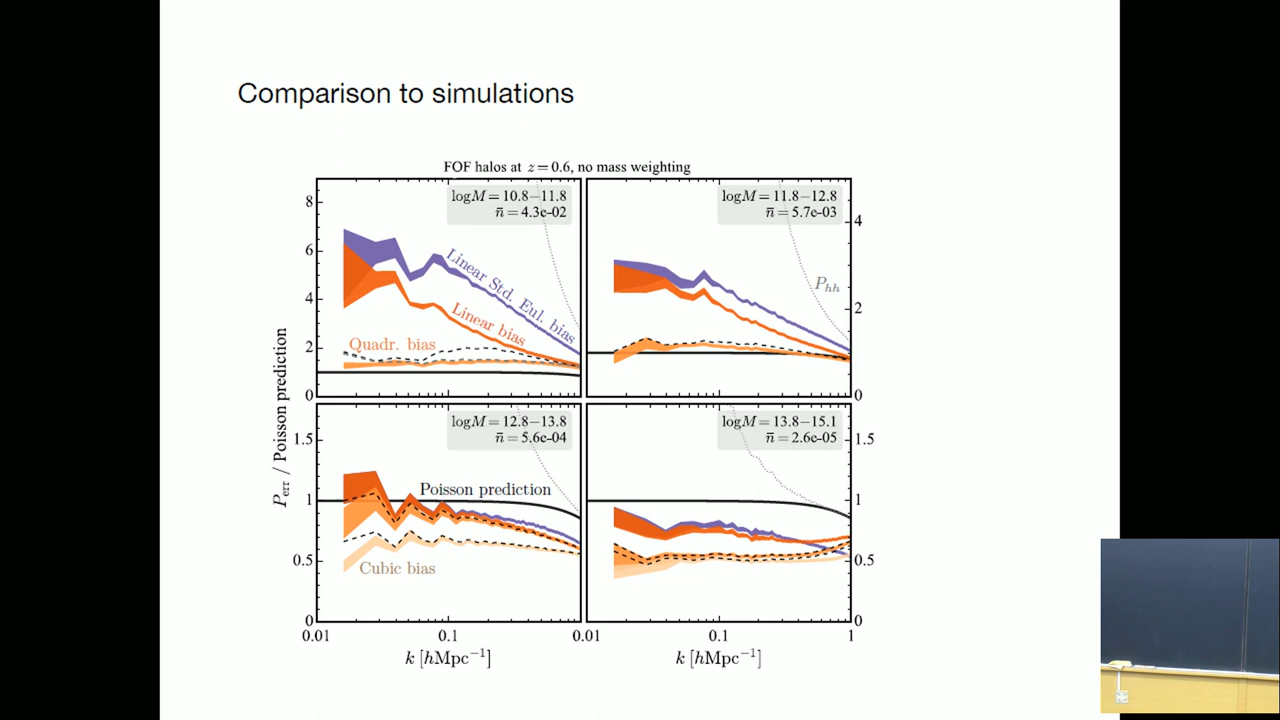 Comparison to simulations
FOF halos at z = 0.6, no mass weighting
logM = 10.8−11.8
n̄ = 4.3e-02
logM = 11.8−12.8
n̄ = 5.7e-03
8
6
4
2
0
4
2
0
Linear Std. Eul. bias
Linear bias
Quadr. bias
P_hh
P_err / Poisson prediction
logM = 12.8−13.8
n̄ = 5.6e-04
logM = 13.8−15.1
n̄ = 2.6e-05
1.5
1
0.5
0
1.5
1
0.5
0
Poisson prediction
Cubic bias
0.01
0.1
0.01
0.1
1
k [hMpc⁻¹]
k [hMpc⁻¹]